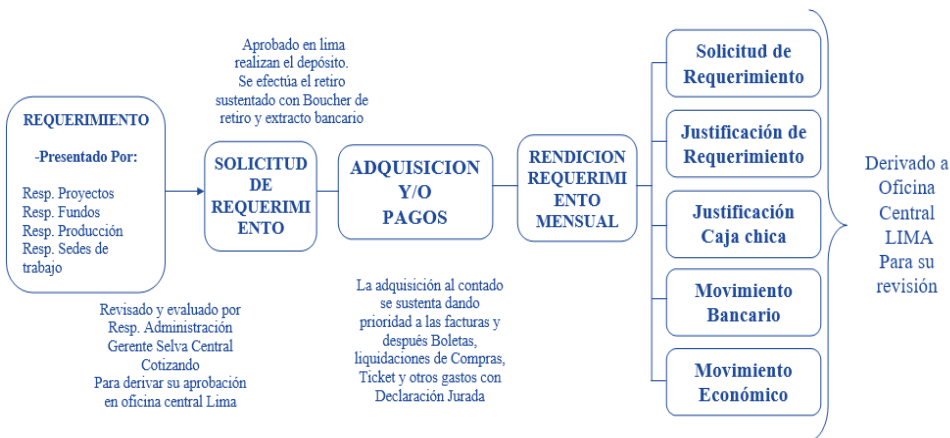 REQUERIMIENTO
-Presentado Por:
Resp. Proyectos
Resp. Fundos
Resp. Producción
Resp. Sedes de
trabajo
Revisado y evaluado por
Resp. Administración
Gerente Selva Central
Cotizando
Para derivar su aprobación
en oficina central Lima
Aprobado en lima
realizan el depósito.
Se efectúa el retiro
sustentado con Boucher de
retiro y extracto bancario
SOLICITUD
DE
REQUERIMI
ENTO
ADQUISICION
Y/O
PAGOS
La adquisición al contado
se sustenta dando
prioridad a las facturas y
después Boletas,
liquidaciones de Compras,
Ticket y otros gastos con
Declaración Jurada
RENDICION
REQUERIMI
ENTO
MENSUAL
Solicitud de
Requerimiento
Justificación de
Requerimiento
Justificación
Caja chica
Movimiento
Bancario
Movimiento
Económico
Derivado a
Oficina
Central
LIMA
Para su
revisión